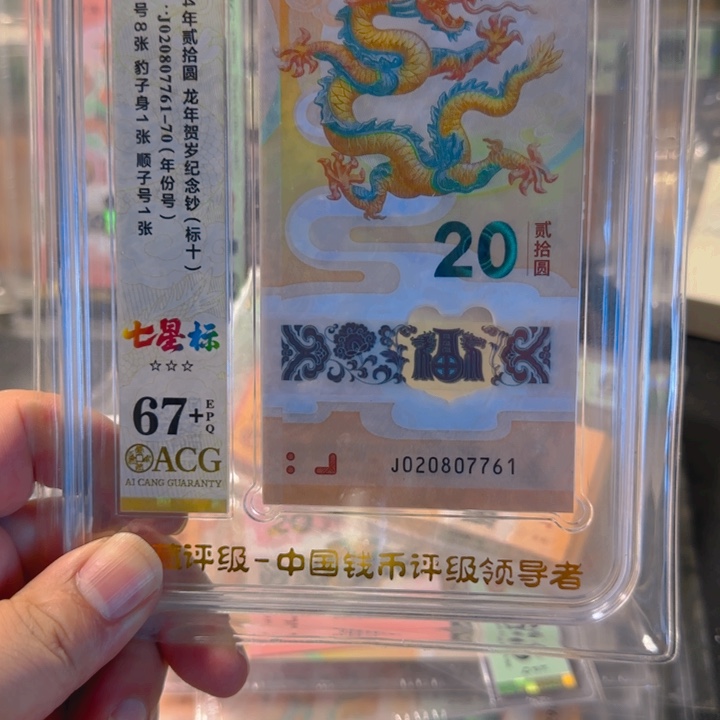 年贰拾圆 龙年贺岁纪念钞(标十)
:J020807761-70(年份号)
号8张 豹子身1张 顺子号1张
七星标
☆☆☆
67+
EPQ
ACG
AI CANG GUARANTY
20
贰拾圆
J020807761
评级-中国钱币评级领导者